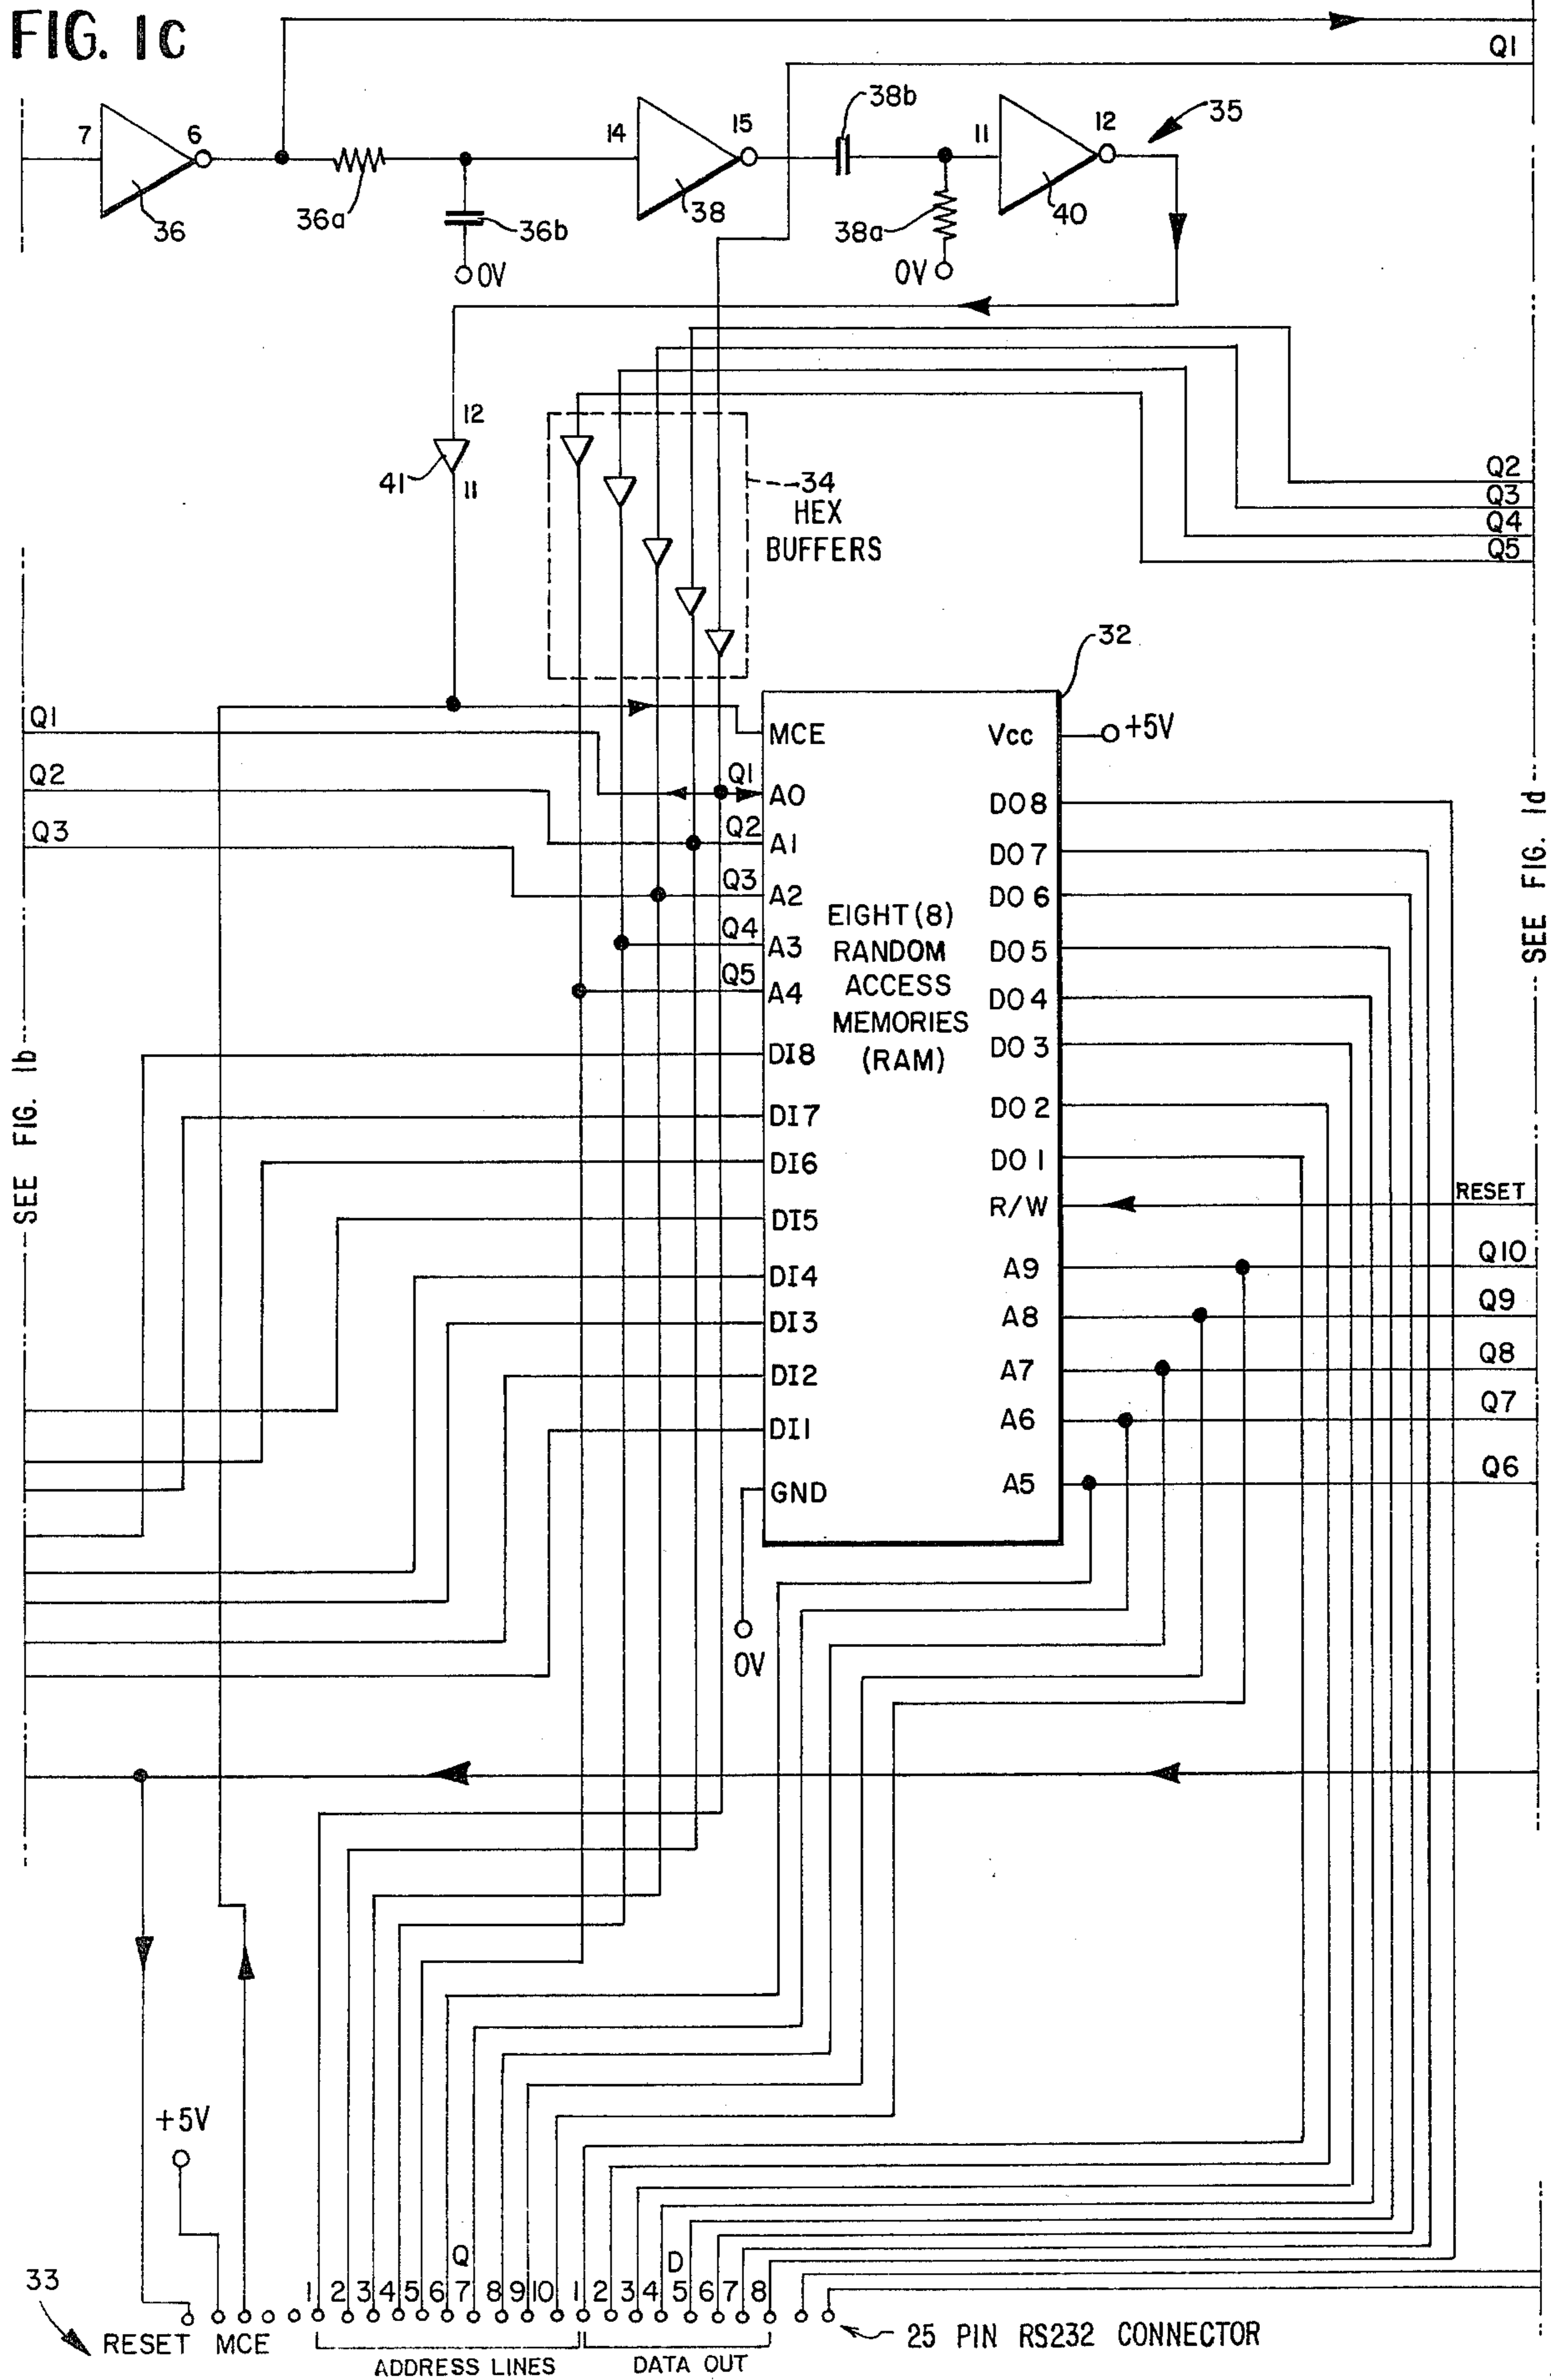 FIG. 1c
Q1
7
6
36
36a
36b
0V
14
15
38
38b
38a
0V
11
12
35
40
12
41
11
34
HEX
BUFFERS
Q2
Q3
Q4
Q5
32
Q1
Q2
Q3
MCE
Q1 A0
Q2 A1
Q3 A2
Q4 A3
Q5 A4
DI8
DI7
DI6
DI5
DI4
DI3
DI2
DI1
GND
0V
EIGHT(8)
RANDOM
ACCESS
MEMORIES
(RAM)
Vcc +5V
DO8
DO7
DO6
DO5
DO4
DO3
DO2
DO1
R/W RESET
A9 Q10
A8 Q9
A7 Q8
A6 Q7
A5 Q6
SEE FIG. 1b
SEE FIG. 1d
+5V
Q
D
1 2 3 4 5 6 7 8 9 10 1 2 3 4 5 6 7 8
33
RESET MCE
25 PIN RS232 CONNECTOR
ADDRESS LINES
DATA OUT